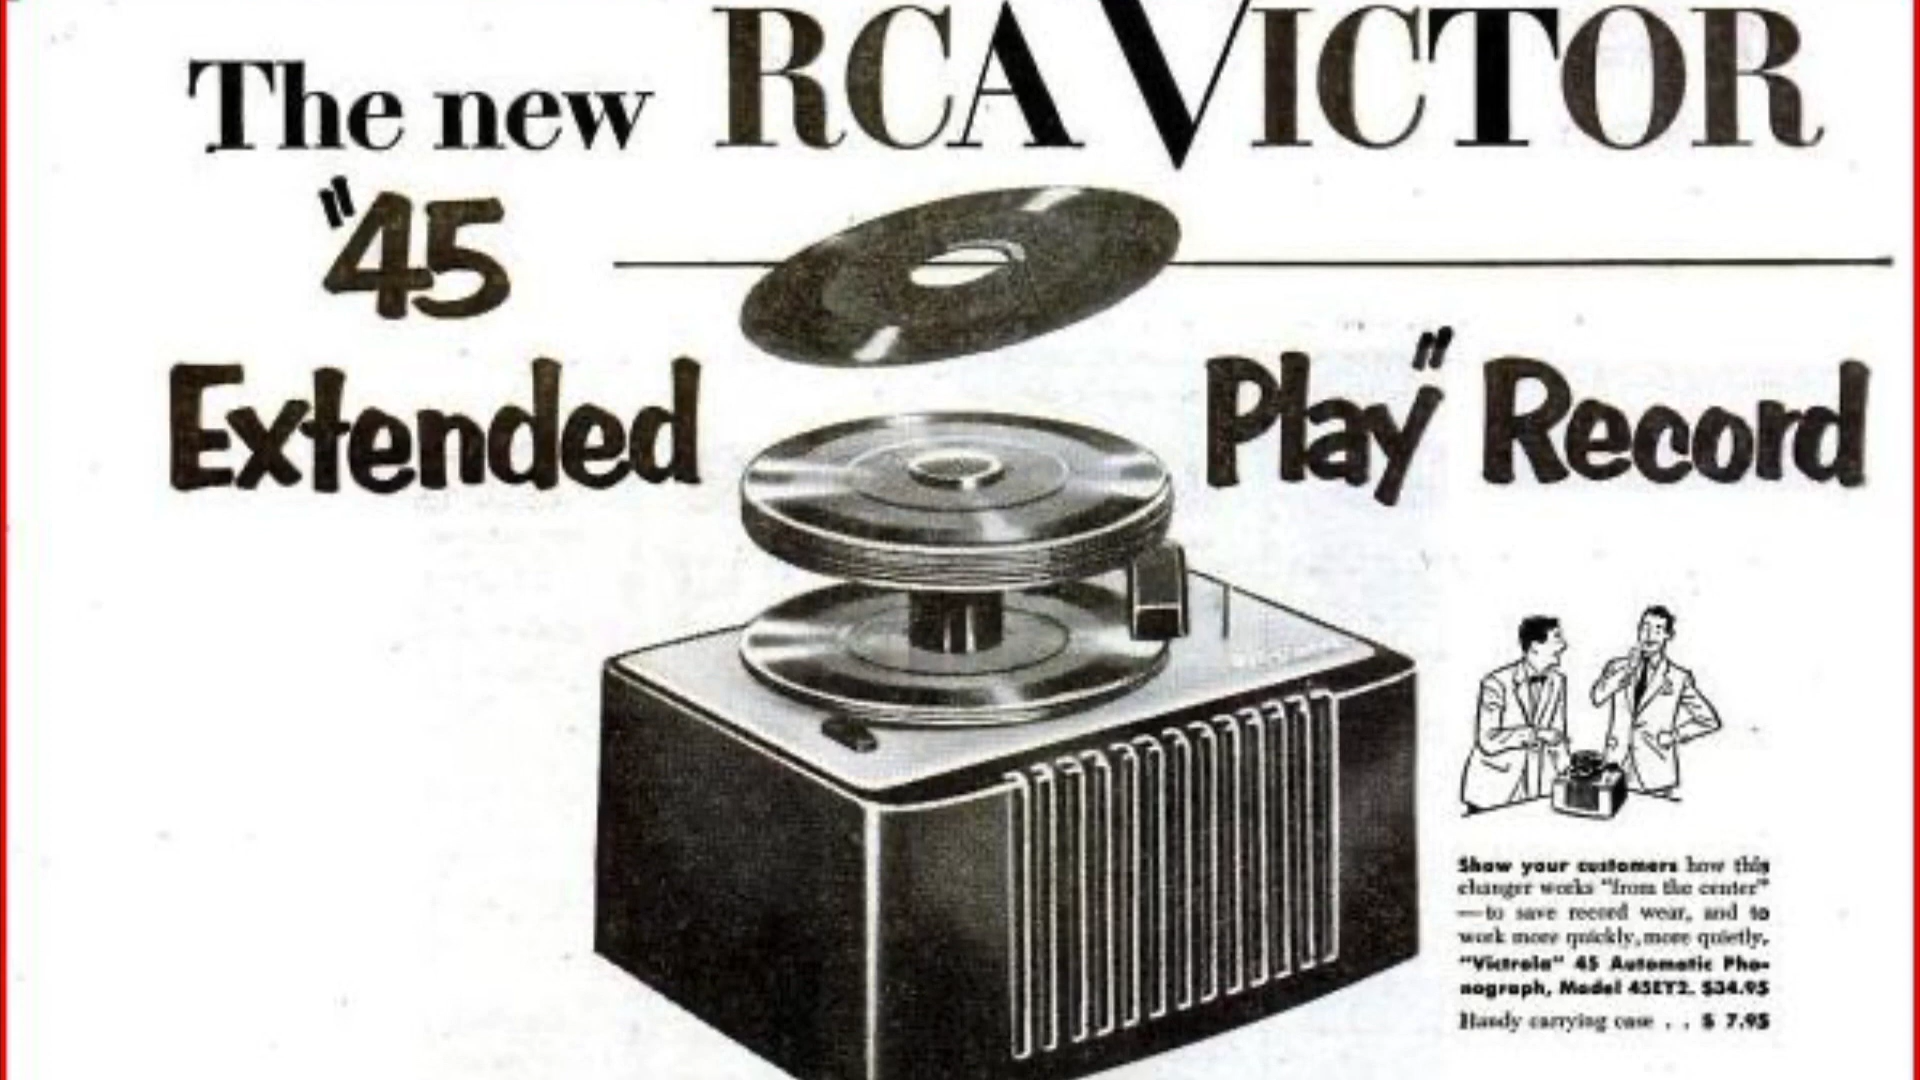 The new RCA VICTOR
"45
Extended Play" Record
Show your customers how this
changer works "from the center"
—to save record wear, and to
work more quickly, more quietly.
"Victrola" 45 Automatic Pho-
nograph, Model 45EY2. $34.95
Handy carrying case . . $ 7.95